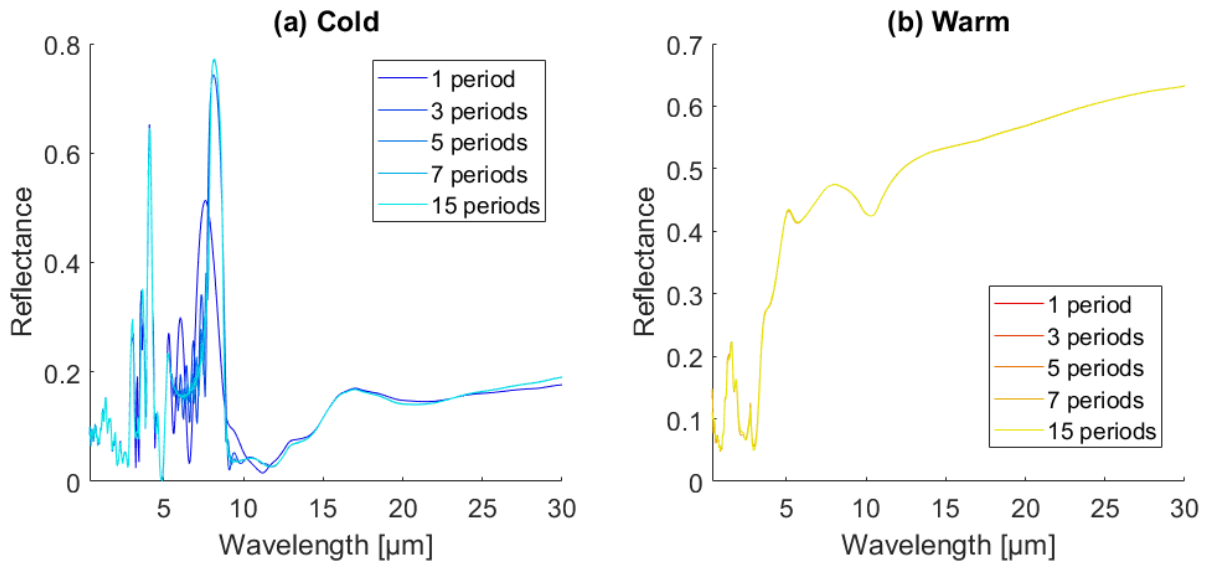 (a) Cold
0.8
0.6
0.4
0.2
0
Reflectance
5 10 15 20 25 30
Wavelength [µm]
1 period
3 periods
5 periods
7 periods
15 periods
(b) Warm
0.7
0.6
0.5
0.4
0.3
0.2
0.1
0
Reflectance
5 10 15 20 25 30
Wavelength [µm]
1 period
3 periods
5 periods
7 periods
15 periods